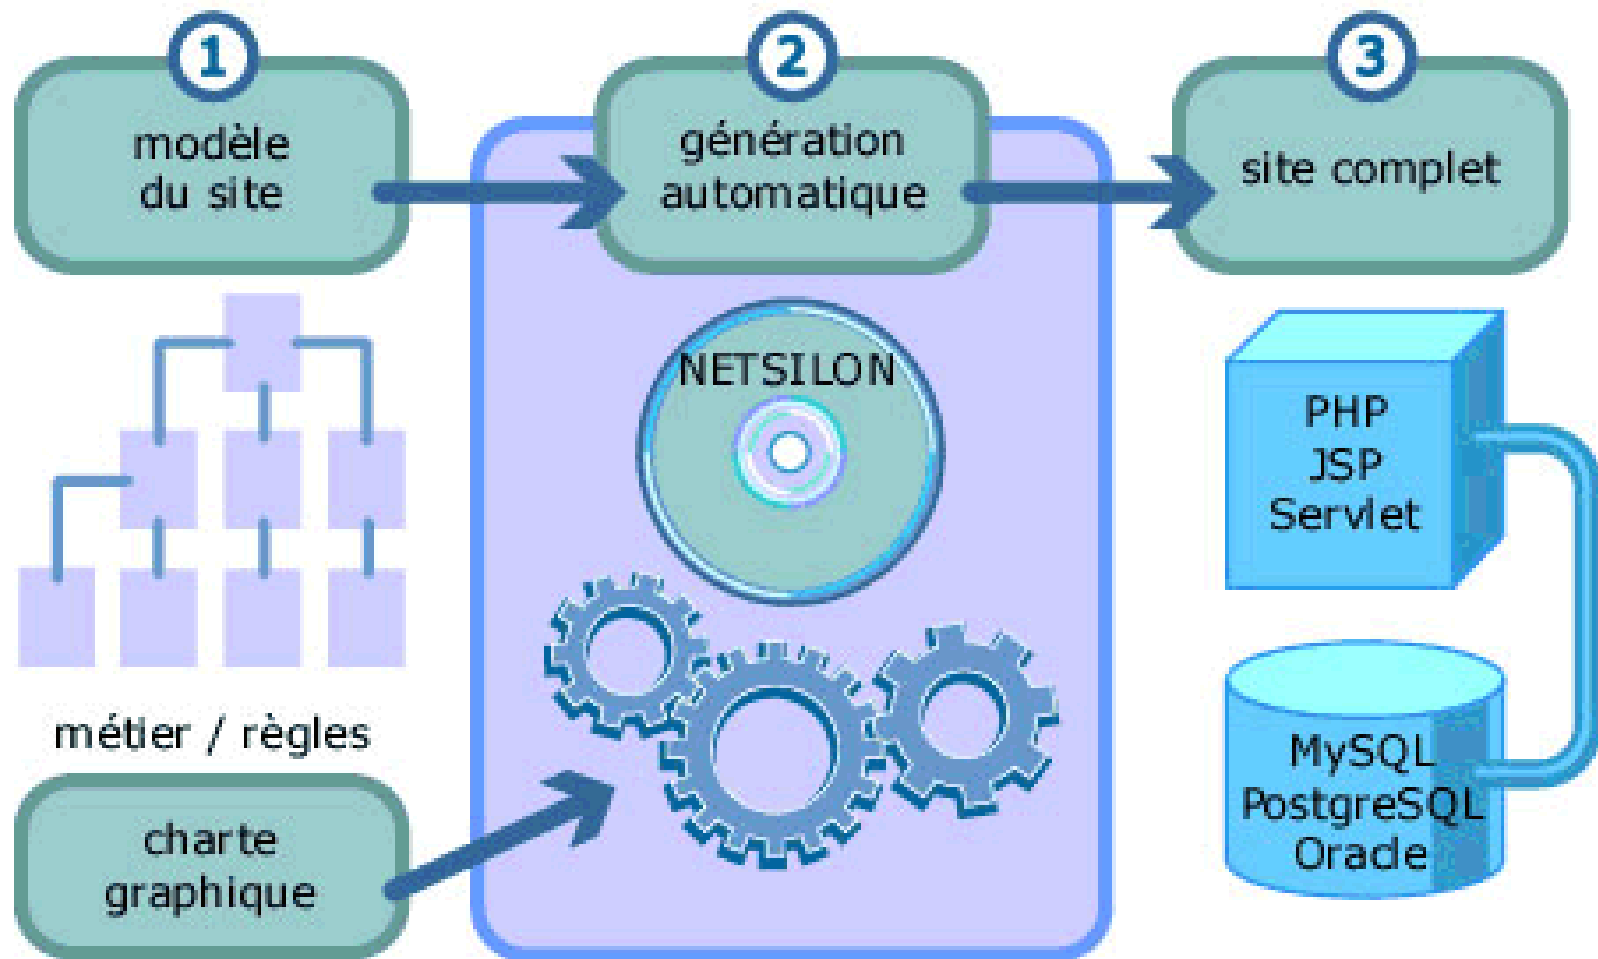 1
modèle
du site
2
génération
automatique
3
site complet
NETSILON
PHP
JSP
Servlet
métier / règles
MySQL
PostgreSQL
Oracle
charte
graphique